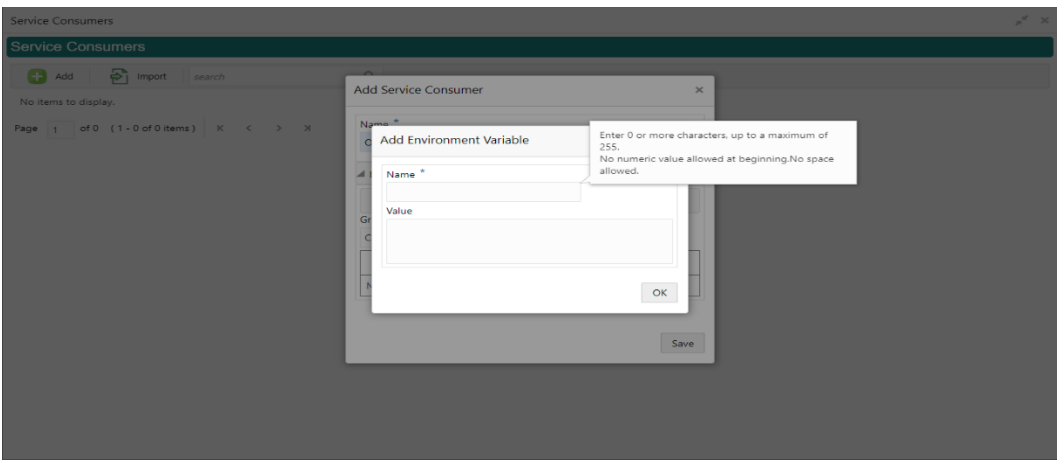 Service Consumers
Service Consumers
Add Import search
No items to display.
Page 1 of 0 ( 1 - 0 of 0 items )
Add Service Consumer
Name *
Add Environment Variable
Enter 0 or more characters, up to a maximum of
255.
No numeric value allowed at beginning.No space
allowed.
Name *
Value
OK
Save